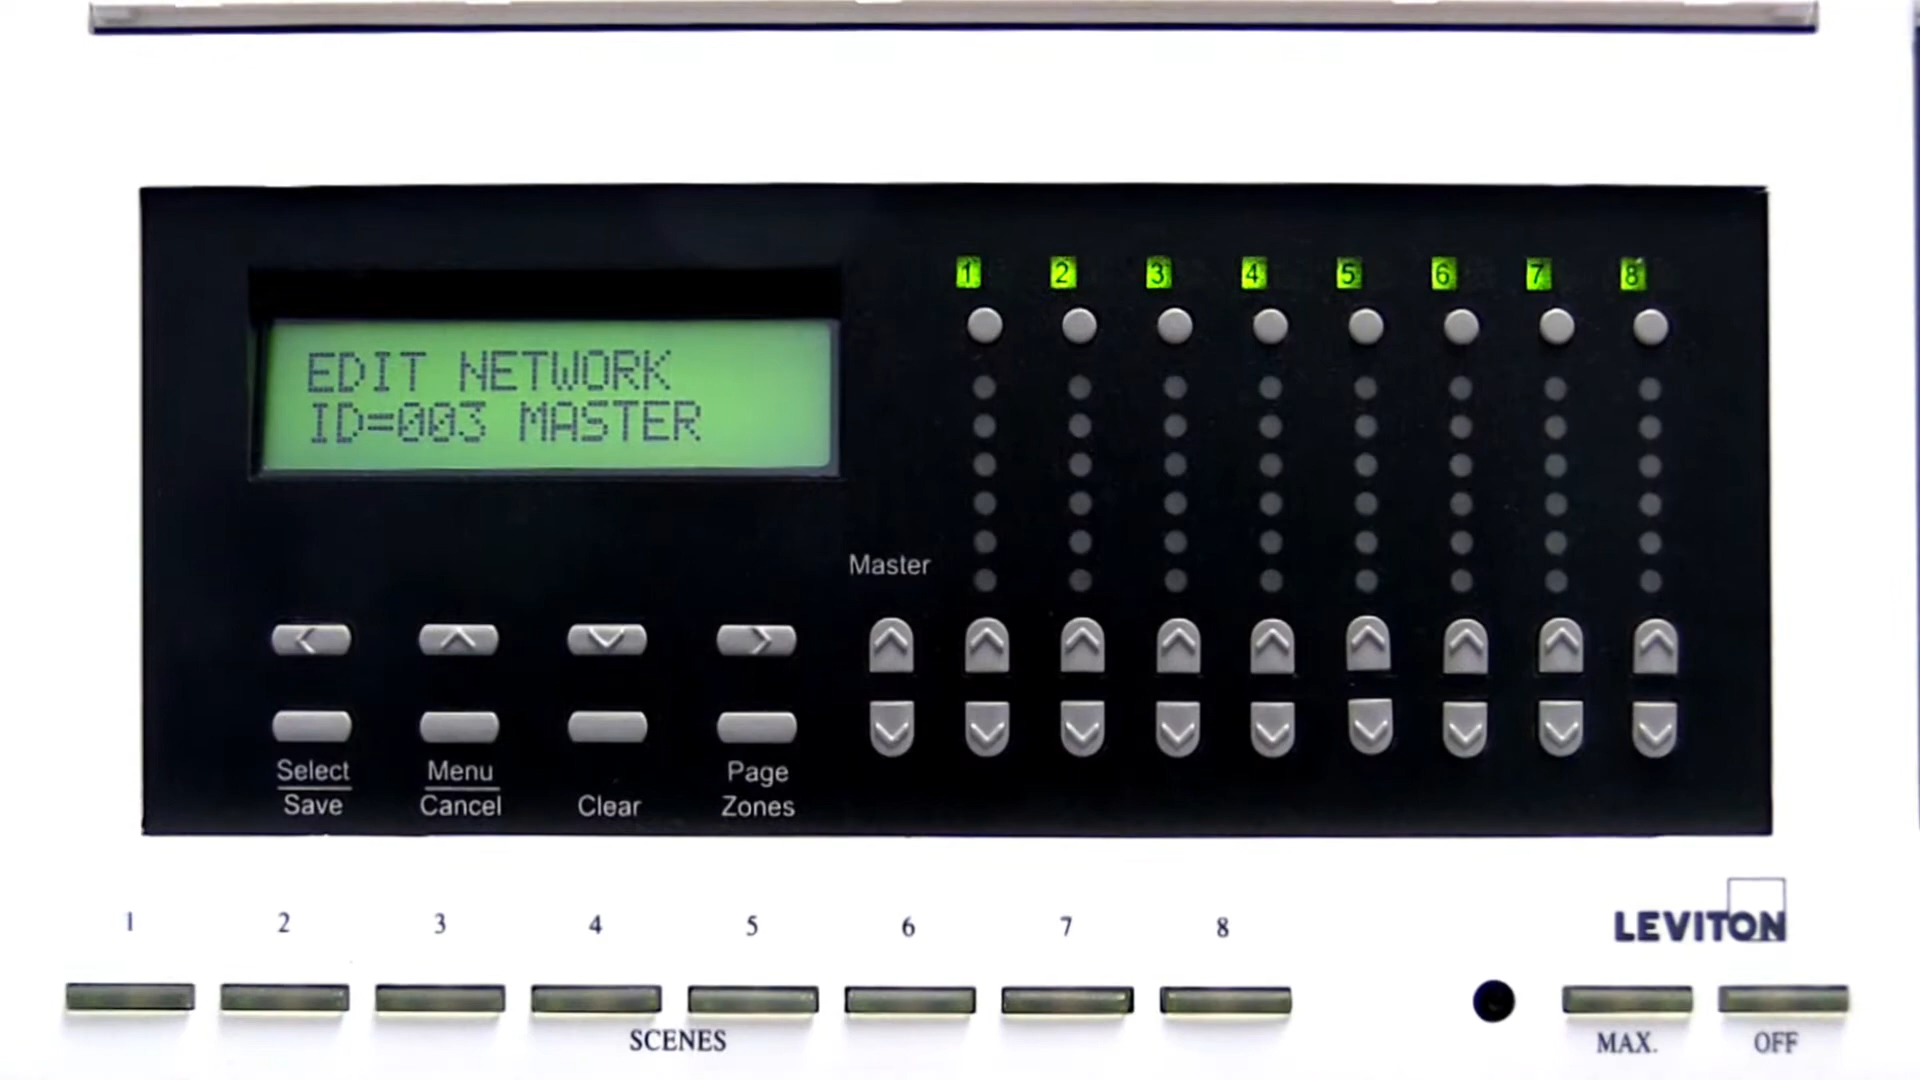 EDIT NETWORK
ID=003 MASTER
1 2 3 4 5 6 7 8
Master
Select
Save
Menu
Cancel
Clear
Page
Zones
1 2 3 4 5 6 7 8
SCENES
LEVITON
MAX.
OFF